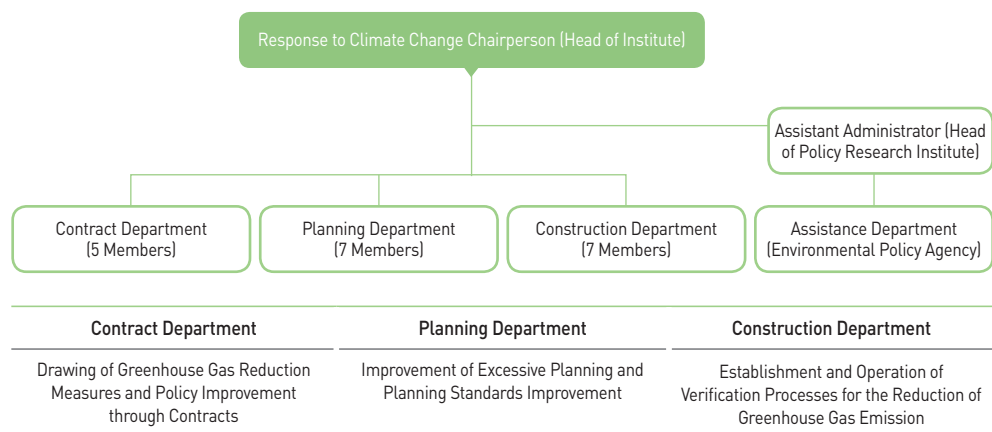 Response to Climate Change Chairperson (Head of Institute)
Assistant Administrator (Head
of Policy Research Institute)
Contract Department
(5 Members)
Planning Department
(7 Members)
Construction Department
(7 Members)
Assistance Department
(Environmental Policy Agency)
Contract Department
Drawing of Greenhouse Gas Reduction
Measures and Policy Improvement
through Contracts
Planning Department
Improvement of Excessive Planning and
Planning Standards Improvement
Construction Department
Establishment and Operation of
Verification Processes for the Reduction of
Greenhouse Gas Emission